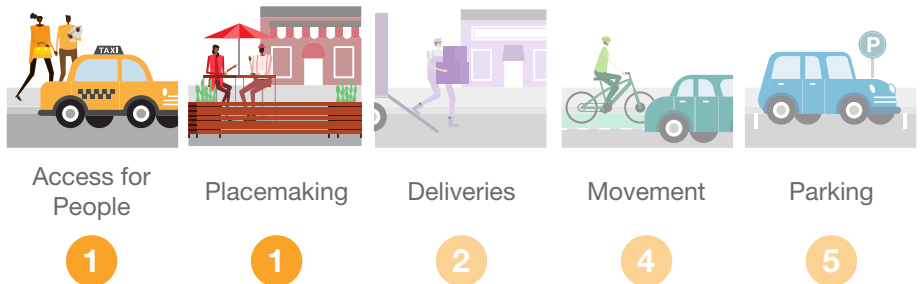 TAXI
P
Access for
People
Placemaking
Deliveries
Movement
Parking
1
1
2
4
5